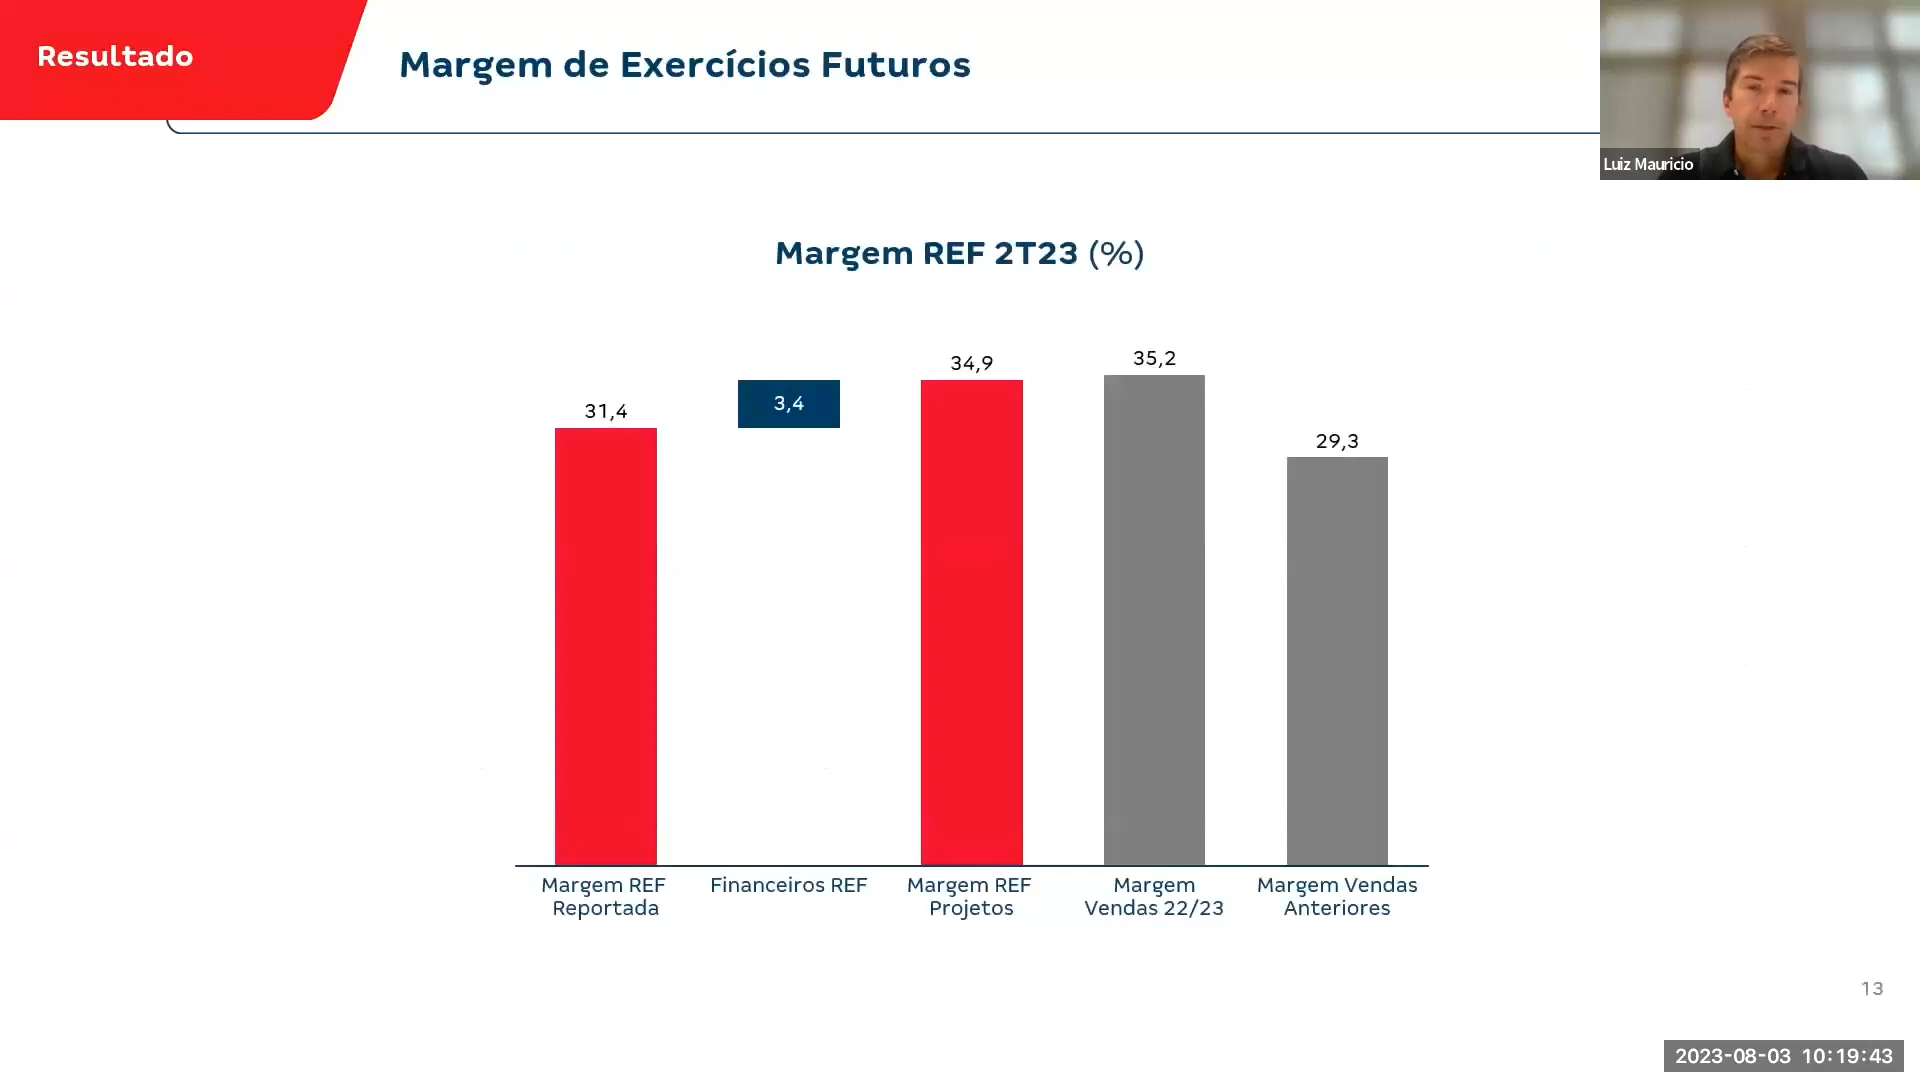 Resultado
Margem de Exercícios Futuros
Luiz Mauricio
Margem REF 2T23 (%)
31,4
3,4
34,9
35,2
29,3
Margem REF
Reportada
Financeiros REF
Margem REF
Projetos
Margem
Vendas 22/23
Margem Vendas
Anteriores
13
2023-08-03 10:19:43